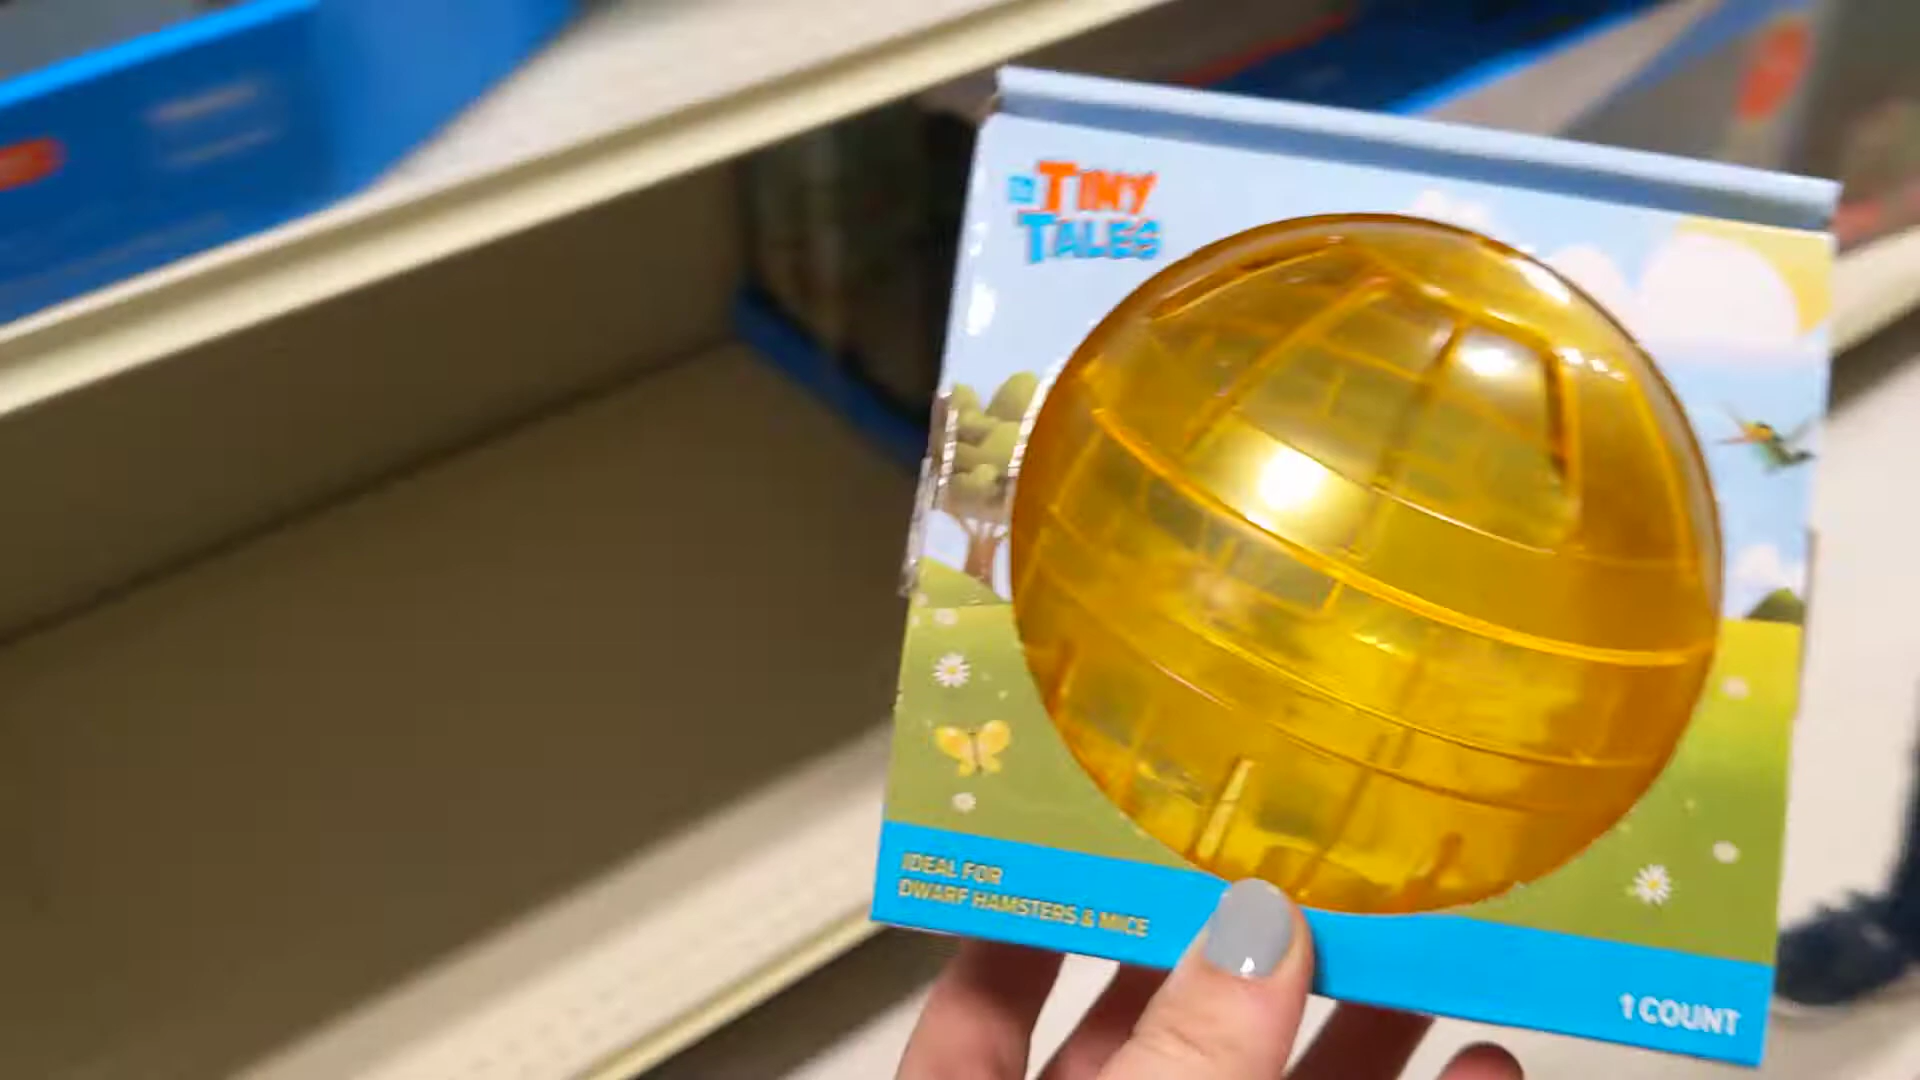 TINY
TALES
IDEAL FOR
DWARF HAMSTERS & MICE
1 COUNT